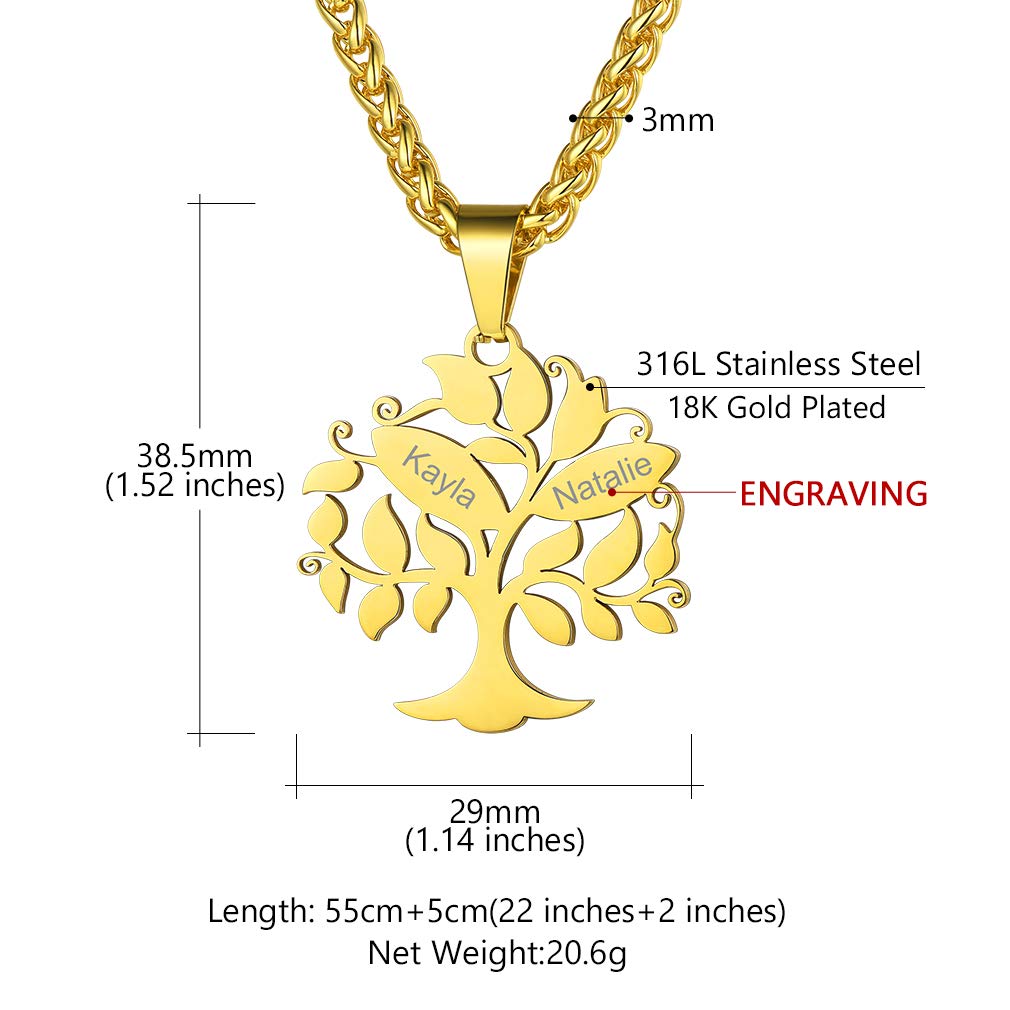 3mm
316L Stainless Steel
18K Gold Plated
38.5mm
(1.52 inches)
Kayla
Natalie
ENGRAVING
29mm
(1.14 inches)
Length: 55cm+5cm(22 inches+2 inches)
Net Weight:20.6g